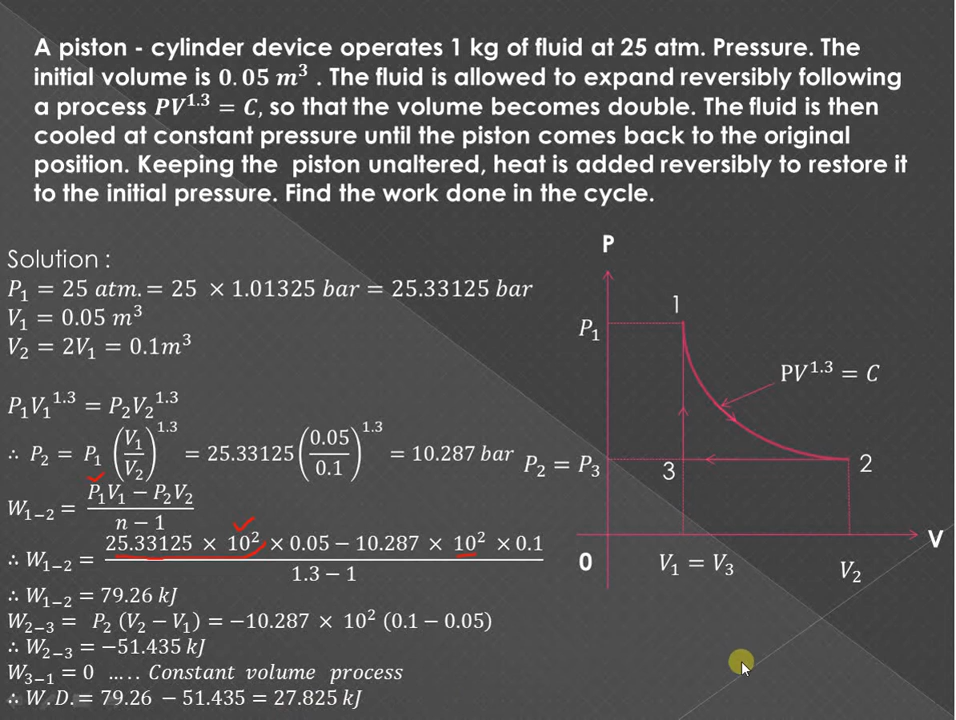 A piston - cylinder device operates 1 kg of fluid at 25 atm. Pressure. The
initial volume is 0.05 m³ . The fluid is allowed to expand reversibly following
a process PV^1.3 = C, so that the volume becomes double. The fluid is then
cooled at constant pressure until the piston comes back to the original
position. Keeping the piston unaltered, heat is added reversibly to restore it
to the initial pressure. Find the work done in the cycle.
Solution :
P₁ = 25 atm. = 25 × 1.01325 bar = 25.33125 bar
V₁ = 0.05 m³
V₂ = 2V₁ = 0.1m³
P₁V₁^1.3 = P₂V₂^1.3
∴ P₂ = P₁ (V₁/V₂)^1.3 = 25.33125 (0.05/0.1)^1.3 = 10.287 bar
W₁₋₂ = (P₁V₁ − P₂V₂)/(n − 1)
∴ W₁₋₂ = (25.33125 × 10² × 0.05 − 10.287 × 10² × 0.1)/(1.3 − 1)
∴ W₁₋₂ = 79.26 kJ
W₂₋₃ = P₂ (V₂ − V₁) = −10.287 × 10² (0.1 − 0.05)
∴ W₂₋₃ = −51.435 kJ
W₃₋₁ = 0 ..... Constant volume process
∴ W.D. = 79.26 − 51.435 = 27.825 kJ
P
1
P₁
PV^1.3 = C
P₂ = P₃
3
2
V
0
V₁ = V₃
V₂